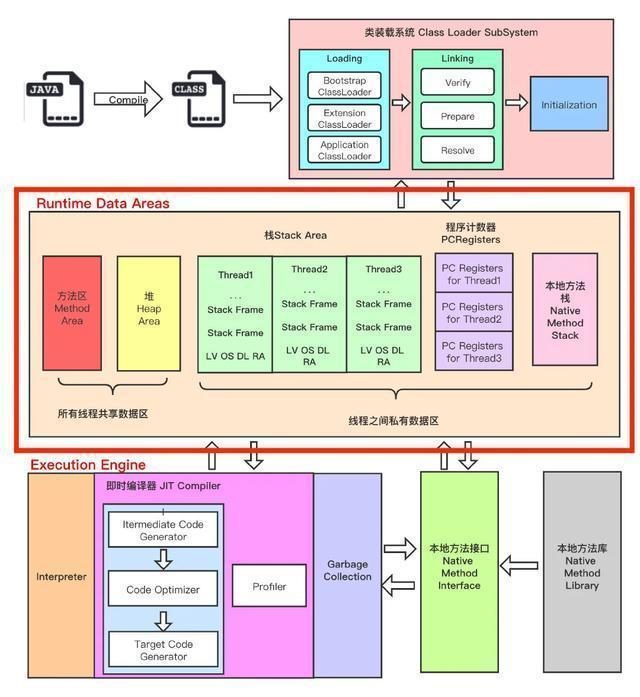 类装载系统 Class Loader SubSystem
Loading
Bootstrap
ClassLoader
Extension
ClassLoader
Application
ClassLoader
Linking
Verify
Prepare
Resolve
Initialization
JAVA
Compile
CLASS
Runtime Data Areas
栈Stack Area
程序计数器
PCRegisters
方法区
Method
Area
堆
Heap
Area
Thread1
...
Stack Frame
Stack Frame
LV OS DL RA
Thread2
...
Stack Frame
Stack Frame
LV OS DL
RA
Thread3
...
Stack Frame
Stack Frame
LV OS DL
RA
PC Registers
for Thread1
PC Registers
for Thread2
PC Registers
for Thread3
本地方法
栈
Native
Method
Stack
所有线程共享数据区
线程之间私有数据区
Execution Engine
Interpreter
即时编译器 JIT Compiler
Itermediate Code
Generator
Code Optimizer
Target Code
Generator
Profiler
Garbage
Collection
本地方法接口
Native
Method
Interface
本地方法库
Native
Method
Library